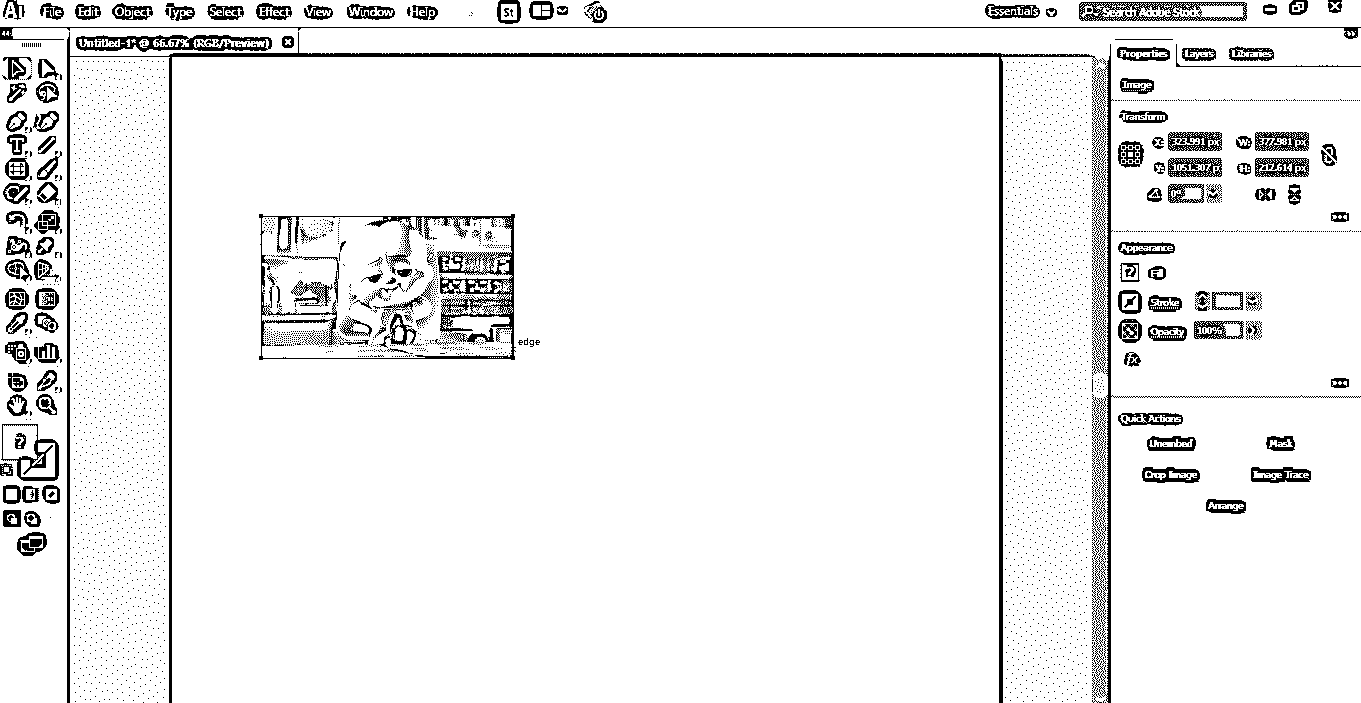 Ai File Edit Object Type Select Effect View Window Help St Essentials Search Adobe Stock
Untitled-1* @ 66.67% (RGB/Preview)
Properties Layers Libraries
Image
Transform
X: 323.991 px W: 377.981 px
Y: 1051.307 px H: 212.614 px
0°
Appearance
Stroke
Opacity 100%
fx
edge
Quick Actions
Unembed Mask
Crop Image Image Trace
Arrange